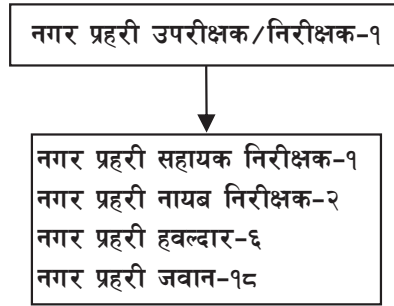 नगर प्रहरी उपरीक्षक/निरीक्षक-१
नगर प्रहरी सहायक निरीक्षक-१
नगर प्रहरी नायब निरीक्षक-२
नगर प्रहरी हवल्दार-६
नगर प्रहरी जवान-१८